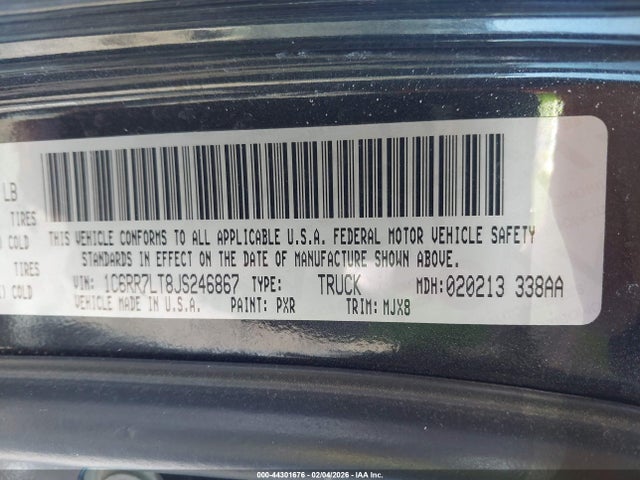 LB
TIRES
COLD
TIRES
COLD
THIS VEHICLE CONFORMS TO ALL APPLICABLE U.S.A. FEDERAL MOTOR VEHICLE SAFETY
STANDARDS IN EFFECT ON THE DATE OF MANUFACTURE SHOWN ABOVE.
VIN: 1C6RR7LT8JS246867 TYPE: TRUCK MDH:020213 338AA
VEHICLE MADE IN U.S.A. PAINT: PXR TRIM: MJX8
000-44301676 - 02/04/2026 - IAA Inc.